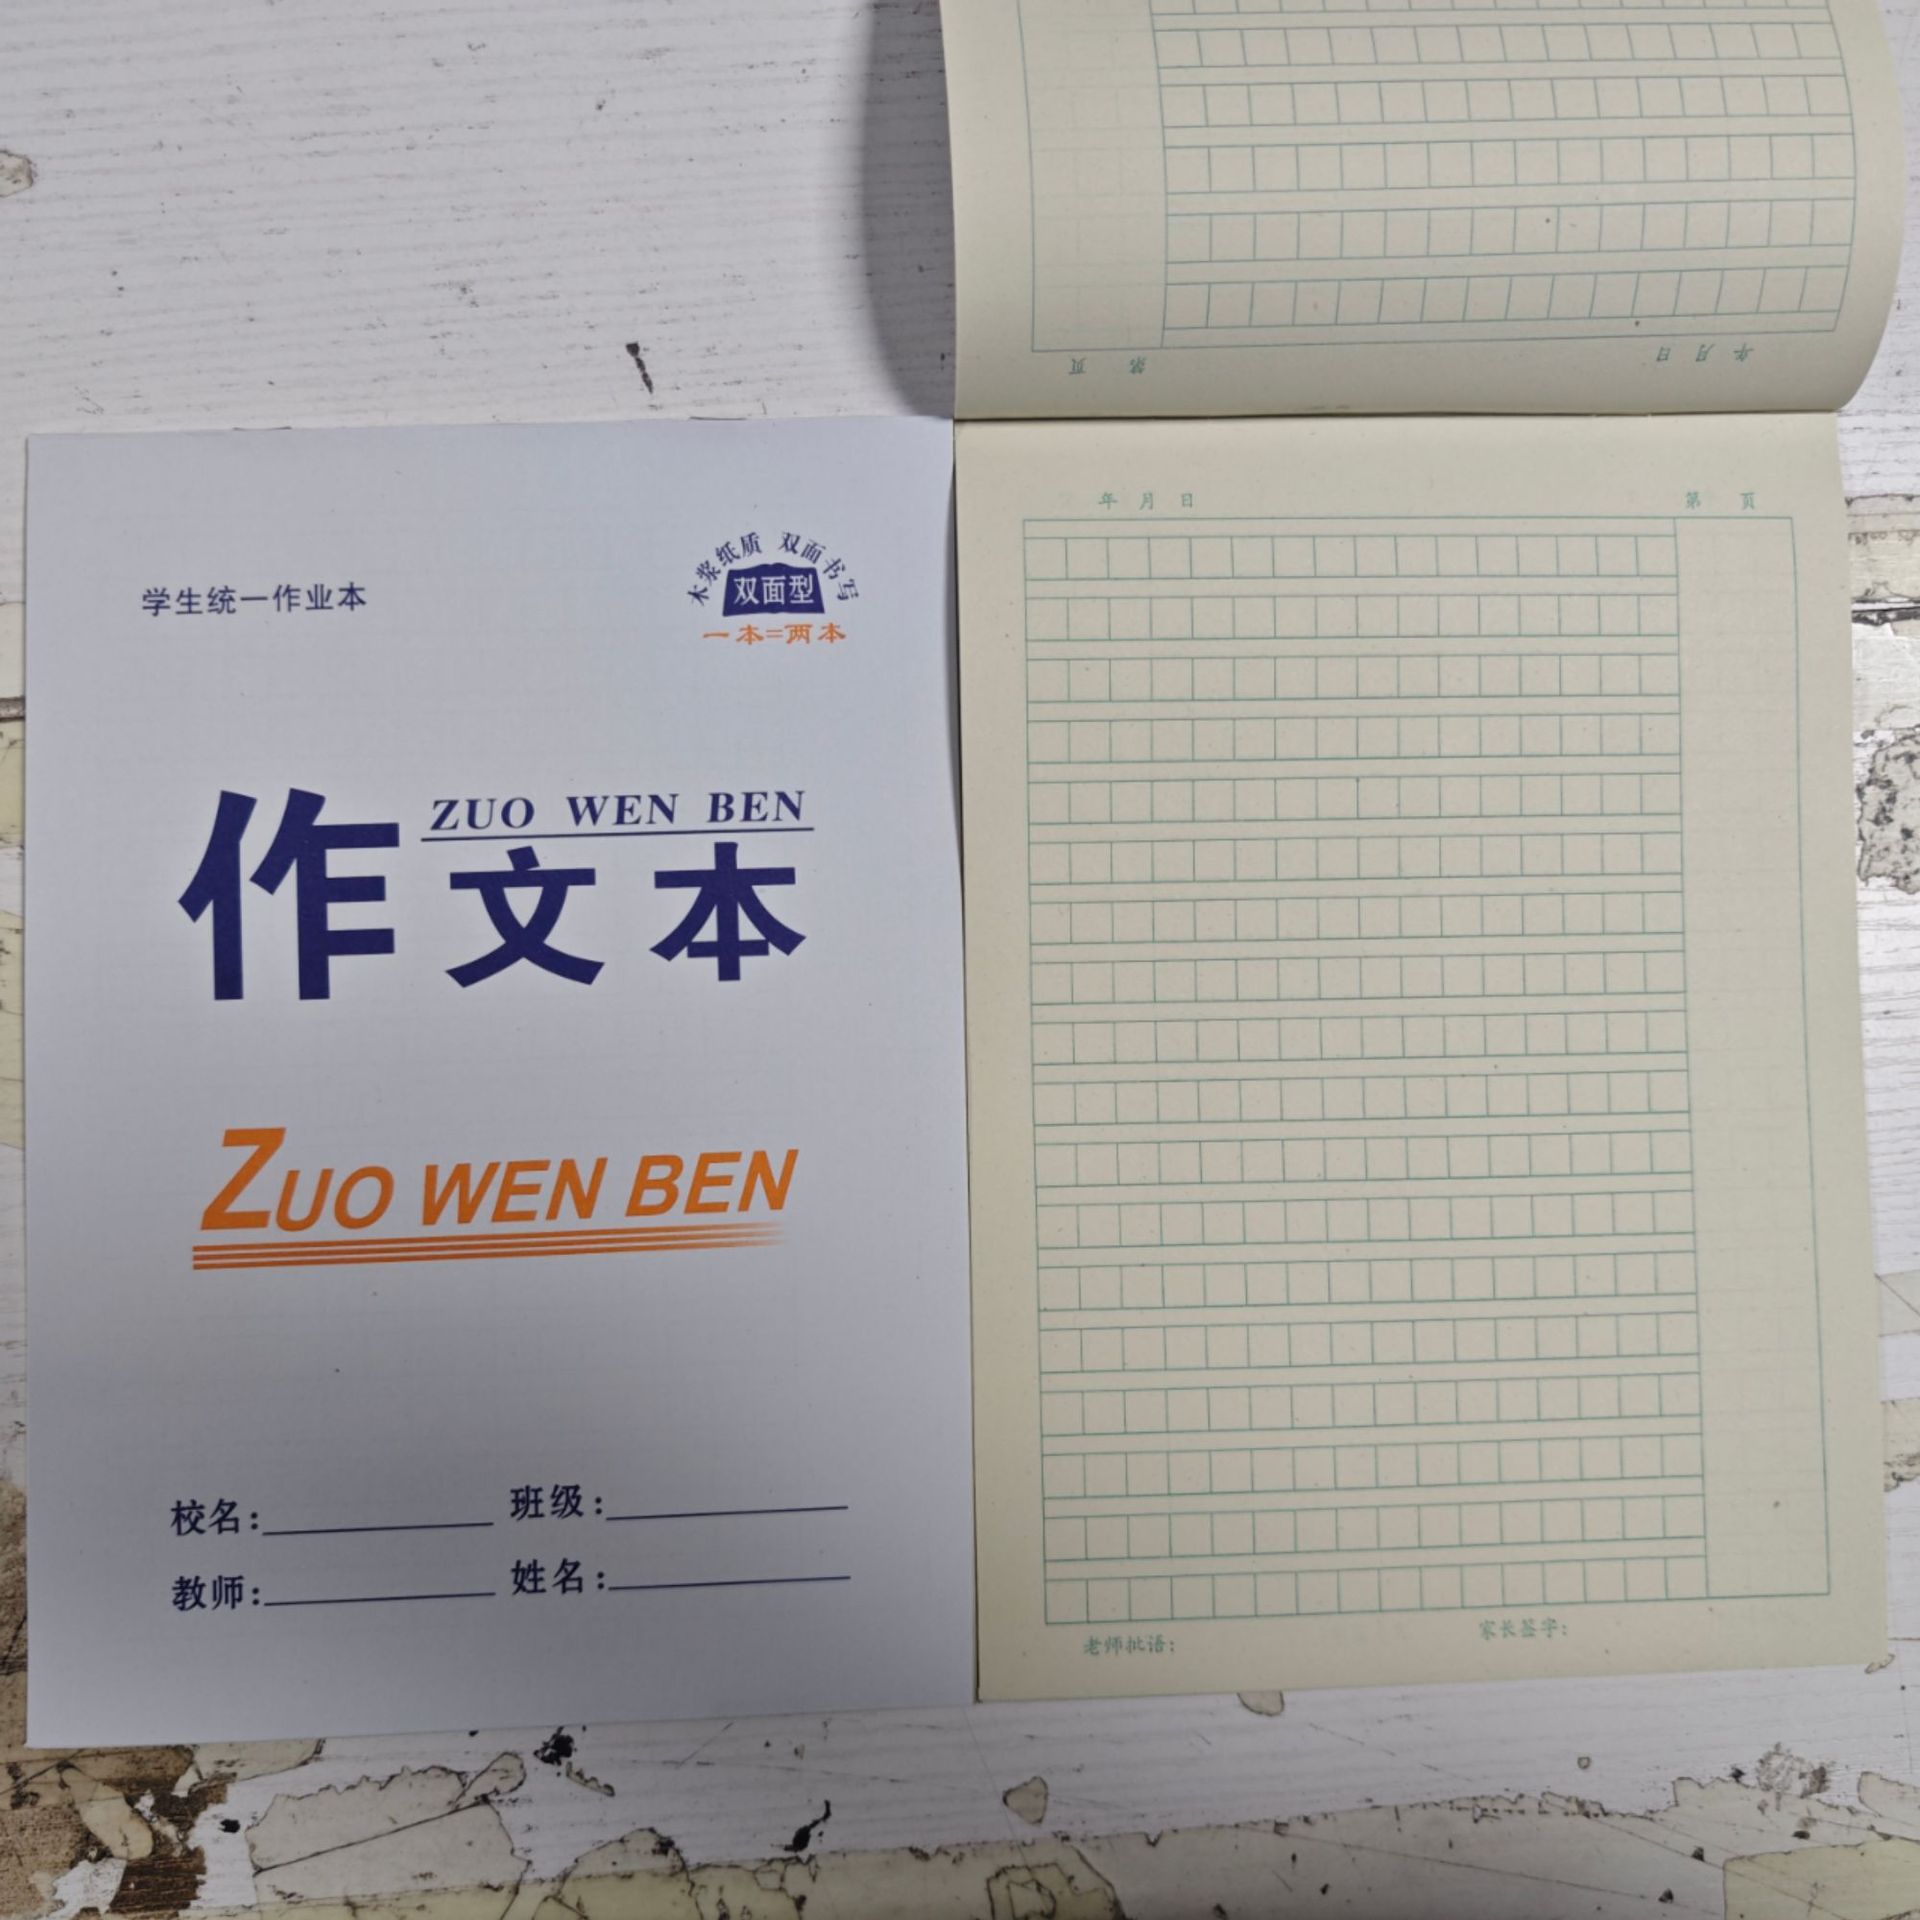 页 第 日 月 年
学生统一作业本
木浆纸质 双面书写
双面型
一本=两本
ZUO WEN BEN
作文本
ZUO WEN BEN
校名: 班级:
教师: 姓名:
年 月 日 第 页
老师批语: 家长签字: